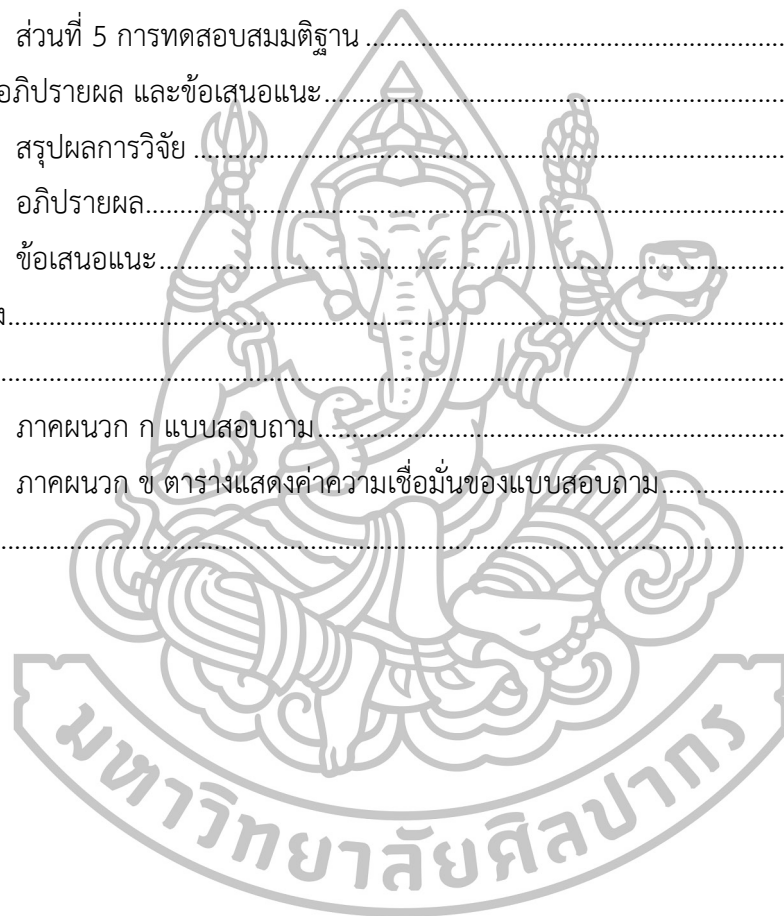 ส่วนที่ 5 การทดสอบสมมติฐาน
อภิปรายผล และข้อเสนอแนะ
สรุปผลการวิจัย
อภิปรายผล
ข้อเสนอแนะ
ภาคผนวก ก แบบสอบถาม
ภาคผนวก ข ตารางแสดงค่าความเชื่อมั่นของแบบสอบถาม
มหาวิทยาลัยศิลปากร